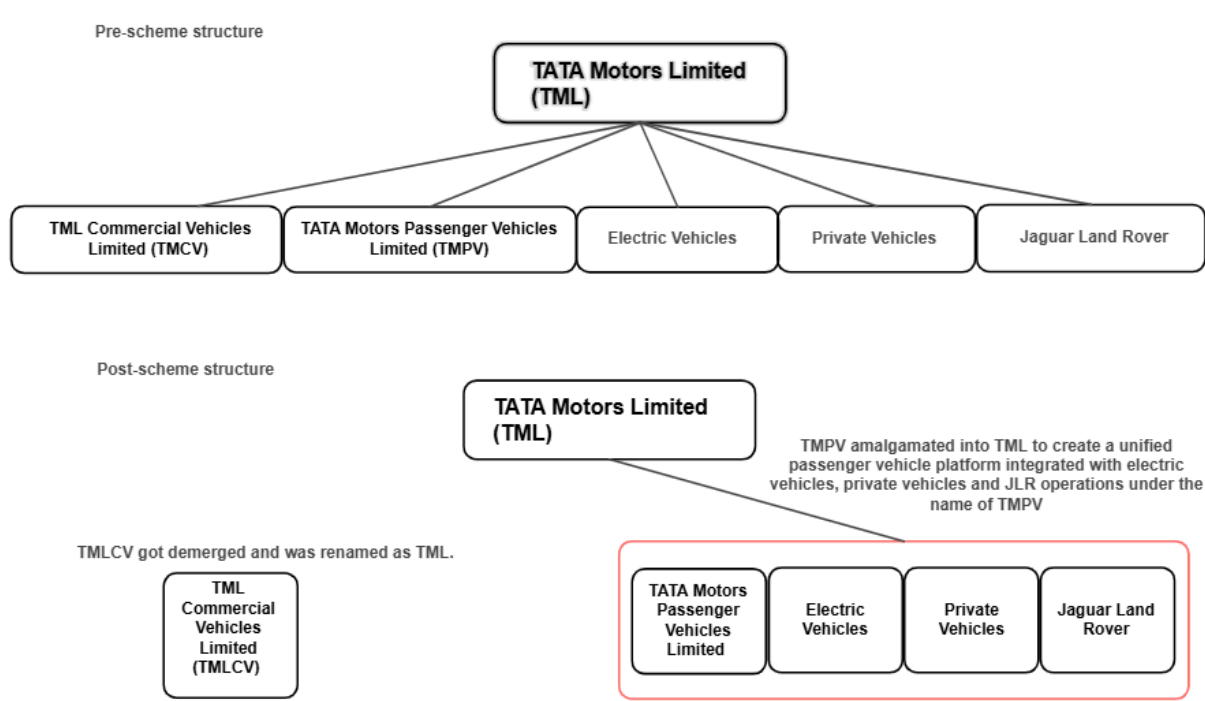 Pre-scheme structure
TATA Motors Limited
(TML)
TML Commercial Vehicles
Limited (TMCV)
TATA Motors Passenger Vehicles
Limited (TMPV)
Electric Vehicles
Private Vehicles
Jaguar Land Rover
Post-scheme structure
TATA Motors Limited
(TML)
TMPV amalgamated into TML to create a unified
passenger vehicle platform integrated with electric
vehicles, private vehicles and JLR operations under the
name of TMPV
TMLCV got demerged and was renamed as TML.
TML
Commercial
Vehicles
Limited
(TMLCV)
TATA Motors
Passenger
Vehicles
Limited
Electric
Vehicles
Private
Vehicles
Jaguar Land
Rover